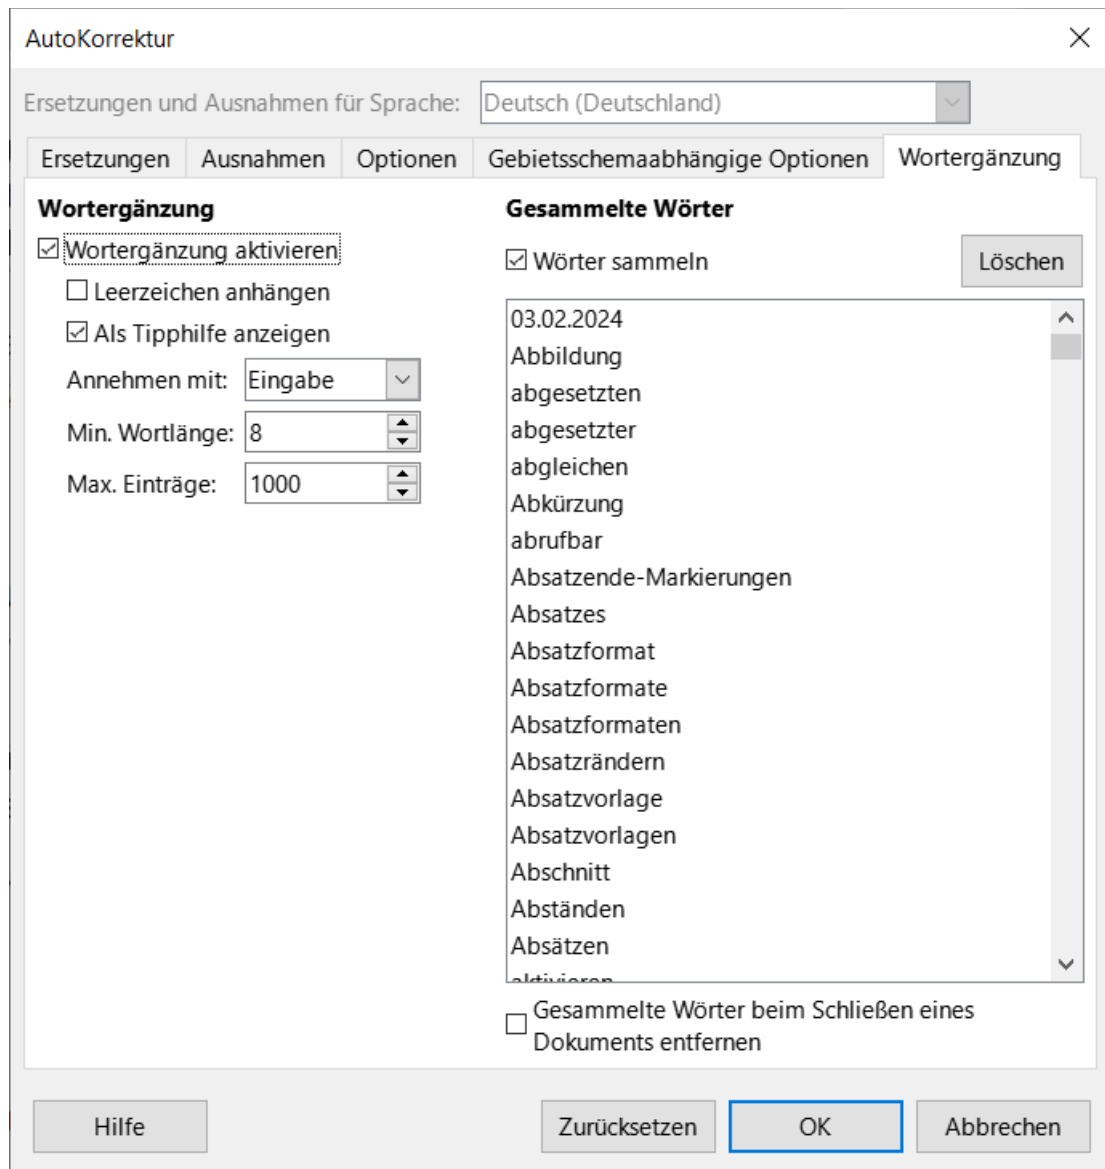 AutoKorrektur
Ersetzungen und Ausnahmen für Sprache: Deutsch (Deutschland)
Ersetzungen Ausnahmen Optionen Gebietsschemaabhängige Optionen Wortergänzung
Wortergänzung
Wortergänzung aktivieren
Leerzeichen anhängen
Als Tipphilfe anzeigen
Annehmen mit: Eingabe
Min. Wortlänge: 8
Max. Einträge: 1000
Gesammelte Wörter
Wörter sammeln Löschen
03.02.2024
Abbildung
abgesetzten
abgesetzter
abgleichen
Abkürzung
abrufbar
Absatzende-Markierungen
Absatzes
Absatzformat
Absatzformate
Absatzformaten
Absatzrändern
Absatzvorlage
Absatzvorlagen
Abschnitt
Abständen
Absätzen
aktivieren
Gesammelte Wörter beim Schließen eines
Dokuments entfernen
Hilfe Zurücksetzen OK Abbrechen